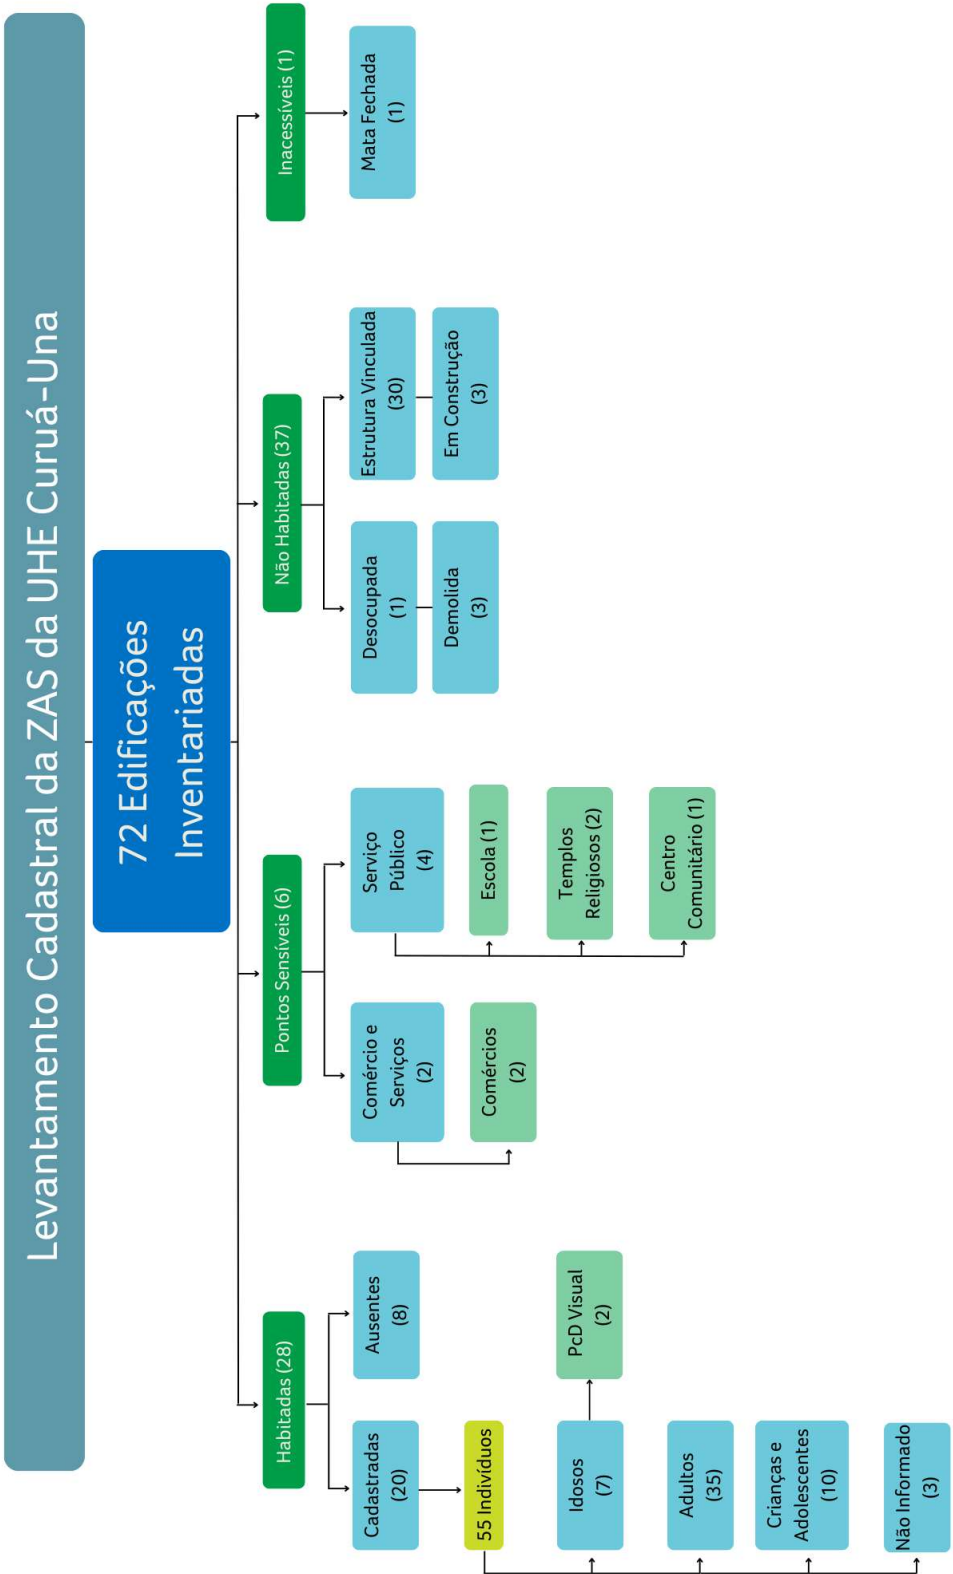 Levantamento Cadastral da ZAS da UHE Curuá-Una
72 Edificações
Inventariadas
Habitadas (28)
Cadastradas
(20)
Ausentes
(8)
55 Indivíduos
Idosos
(7)
PcD Visual
(2)
Adultos
(35)
Crianças e
Adolescentes
(10)
Não Informado
(3)
Pontos Sensíveis (6)
Comércio e
Serviços
(2)
Comércios
(2)
Serviço
Público
(4)
Escola (1)
Templos
Religiosos (2)
Centro
Comunitário (1)
Não Habitadas (37)
Desocupada
(1)
Demolida
(3)
Estrutura Vinculada
(30)
Em Construção
(3)
Inacessíveis (1)
Mata Fechada
(1)